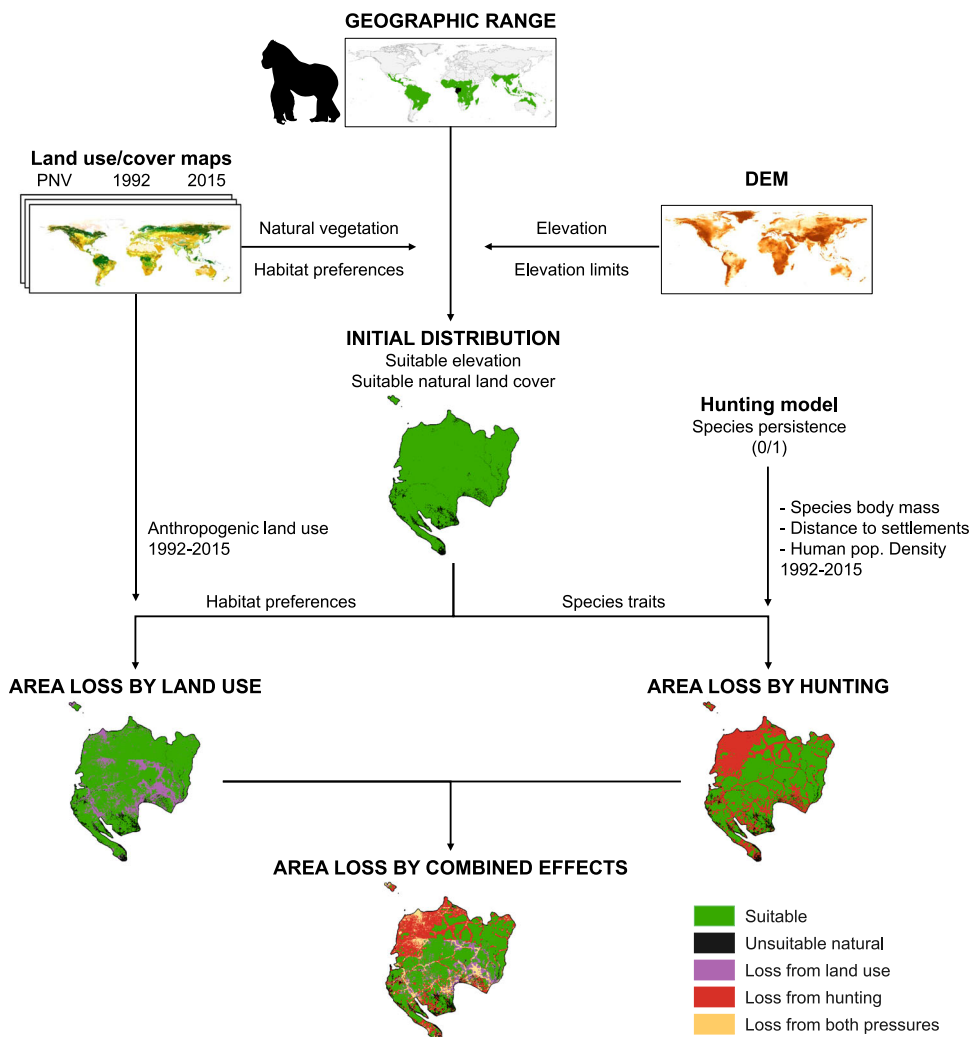 GEOGRAPHIC RANGE
Land use/cover maps
PNV 1992 2015
DEM
Natural vegetation
Habitat preferences
Elevation
Elevation limits
INITIAL DISTRIBUTION
Suitable elevation
Suitable natural land cover
Hunting model
Species persistence
(0/1)
Anthropogenic land use
1992-2015
- Species body mass
- Distance to settlements
- Human pop. Density
1992-2015
Habitat preferences
Species traits
AREA LOSS BY LAND USE
AREA LOSS BY HUNTING
AREA LOSS BY COMBINED EFFECTS
Suitable
Unsuitable natural
Loss from land use
Loss from hunting
Loss from both pressures